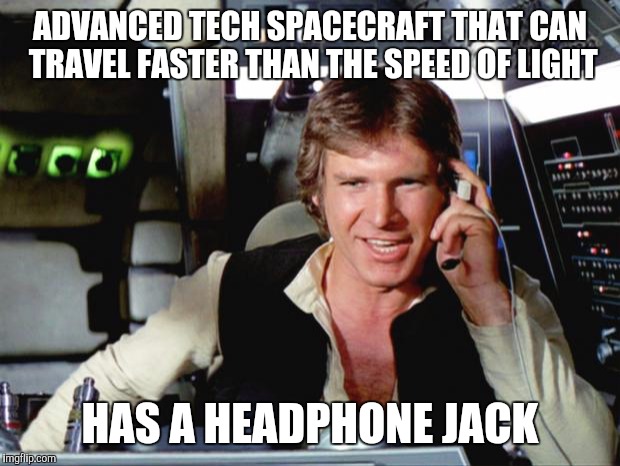 ADVANCED TECH SPACECRAFT THAT CAN
TRAVEL FASTER THAN THE SPEED OF LIGHT
HAS A HEADPHONE JACK
imgflip.com